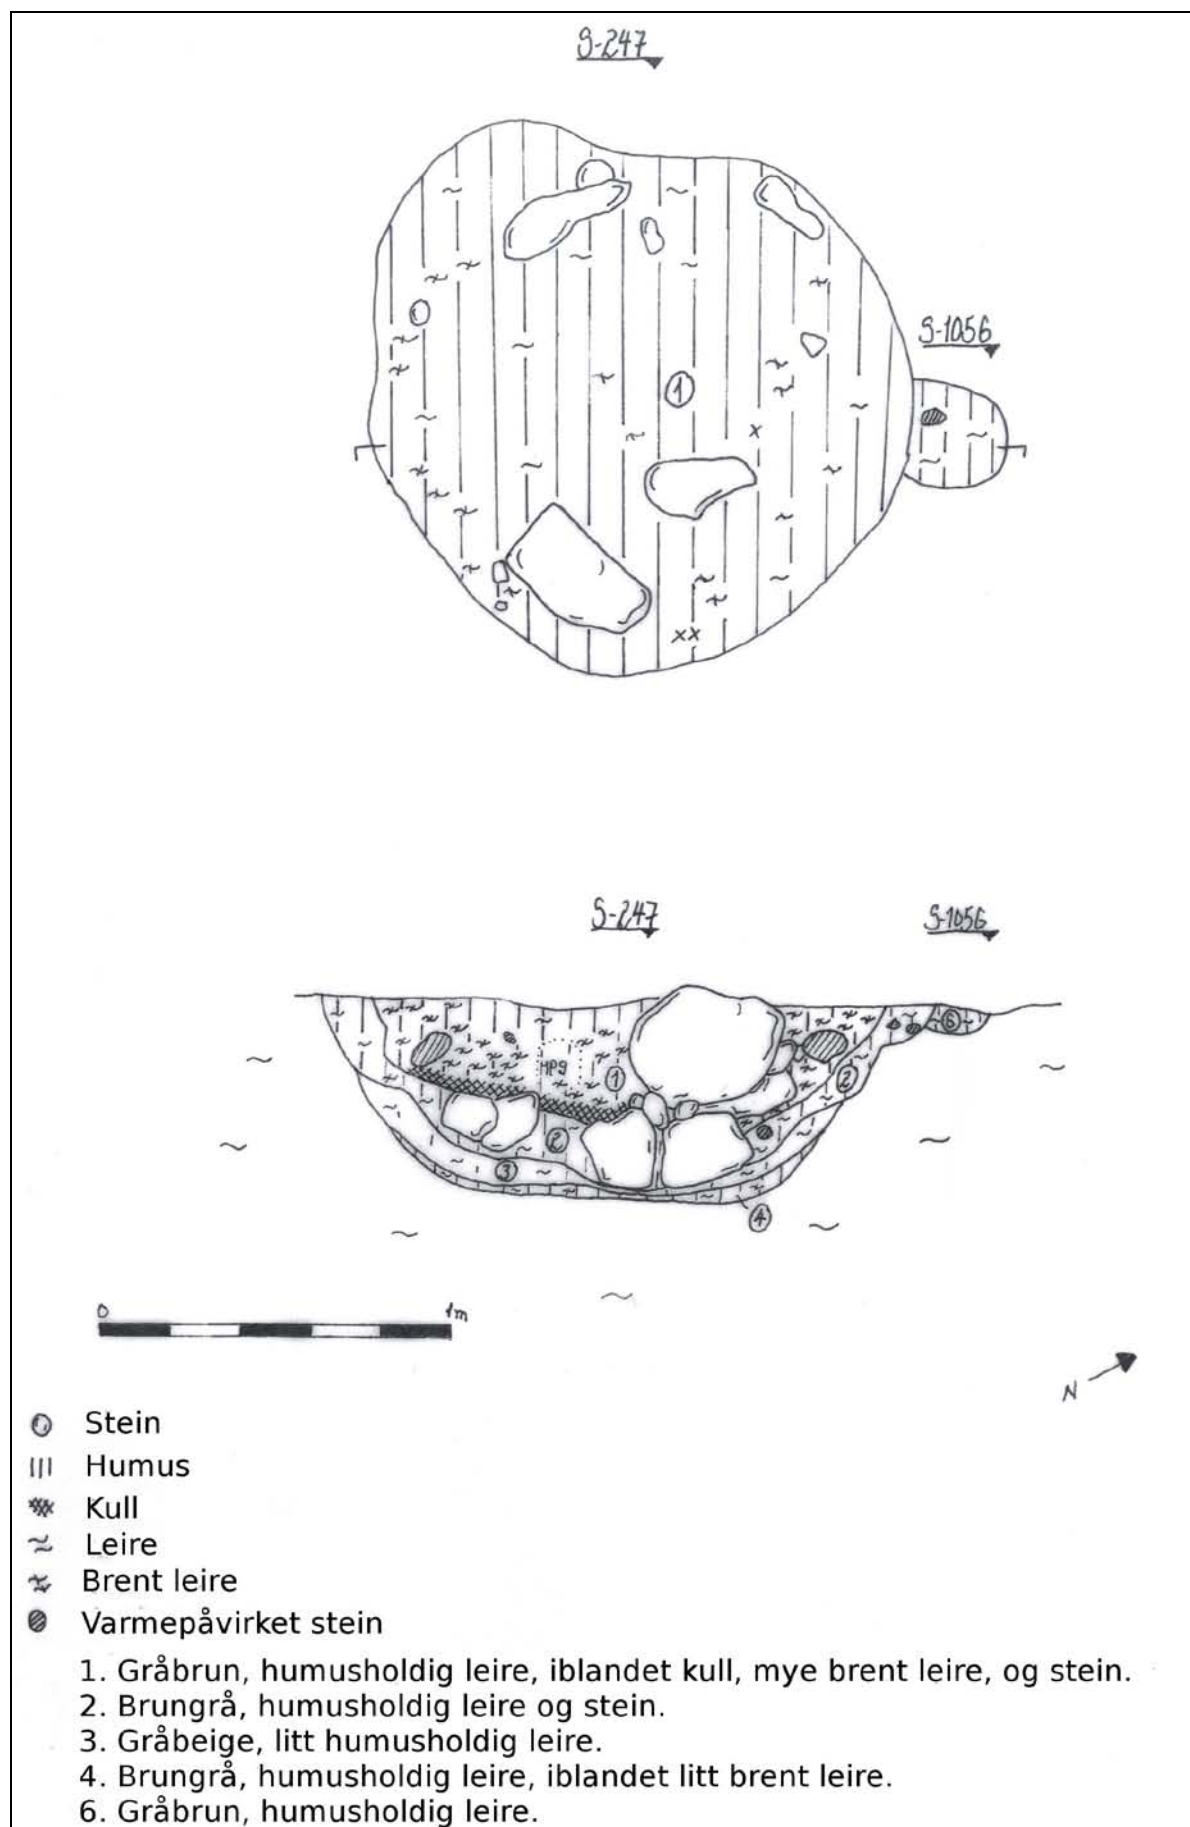 S-247
S-1056
1
S-247
S-1056
6
MP9
1
2
2
3
4
0 1m
N
Stein
Humus
Kull
Leire
Brent leire
Varmepåvirket stein
1. Gråbrun, humusholdig leire, iblandet kull, mye brent leire, og stein.
2. Brungrå, humusholdig leire og stein.
3. Gråbeige, litt humusholdig leire.
4. Brungrå, humusholdig leire, iblandet litt brent leire.
6. Gråbrun, humusholdig leire.